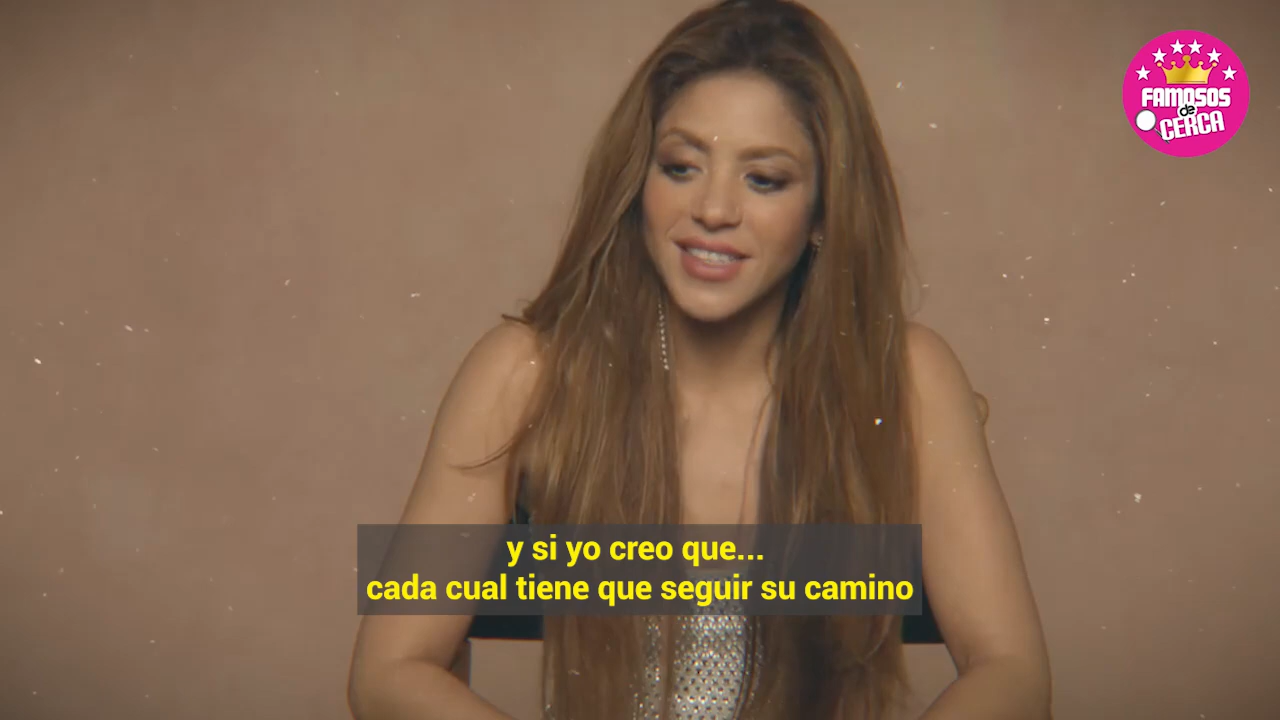 FAMOSOS
de
CERCA
y si yo creo que...
cada cual tiene que seguir su camino